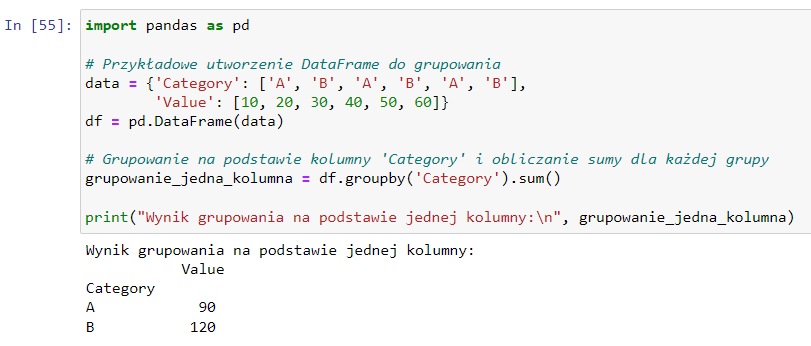 In [55]: import pandas as pd
# Przykładowe utworzenie DataFrame do grupowania
data = {'Category': ['A', 'B', 'A', 'B', 'A', 'B'],
        'Value': [10, 20, 30, 40, 50, 60]}
df = pd.DataFrame(data)
# Grupowanie na podstawie kolumny 'Category' i obliczanie sumy dla każdej grupy
grupowanie_jedna_kolumna = df.groupby('Category').sum()
print("Wynik grupowania na podstawie jednej kolumny:\n", grupowanie_jedna_kolumna)
Wynik grupowania na podstawie jednej kolumny:
            Value
Category
A              90
B             120